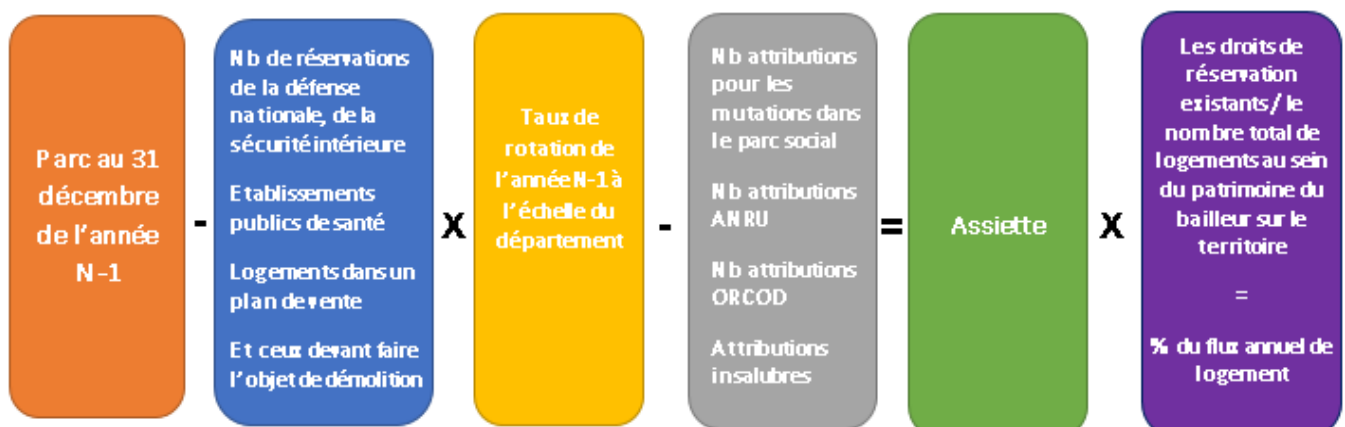 Parc au 31
décembre
de l'année
N-1
-
Nb de réservations
de la défense
nationale, de la
sécurité intérieure
Etablissements
publics de santé
Logements dans un
plan de vente
Et ceux devant faire
l'objet de démolition
X
Taux de
rotation de
l'année N-1 à
l'échelle du
département
-
Nb attributions
pour les
mutations dans
le parc social
Nb attributions
ANRU
Nb attributions
ORCOD
Attributions
insalubres
=
Assiette
X
Les droits de
réservation
existants/ le
nombre total de
logements au sein
du patrimoine du
bailleur sur le
territoire
=
% du flux annuel de
logement